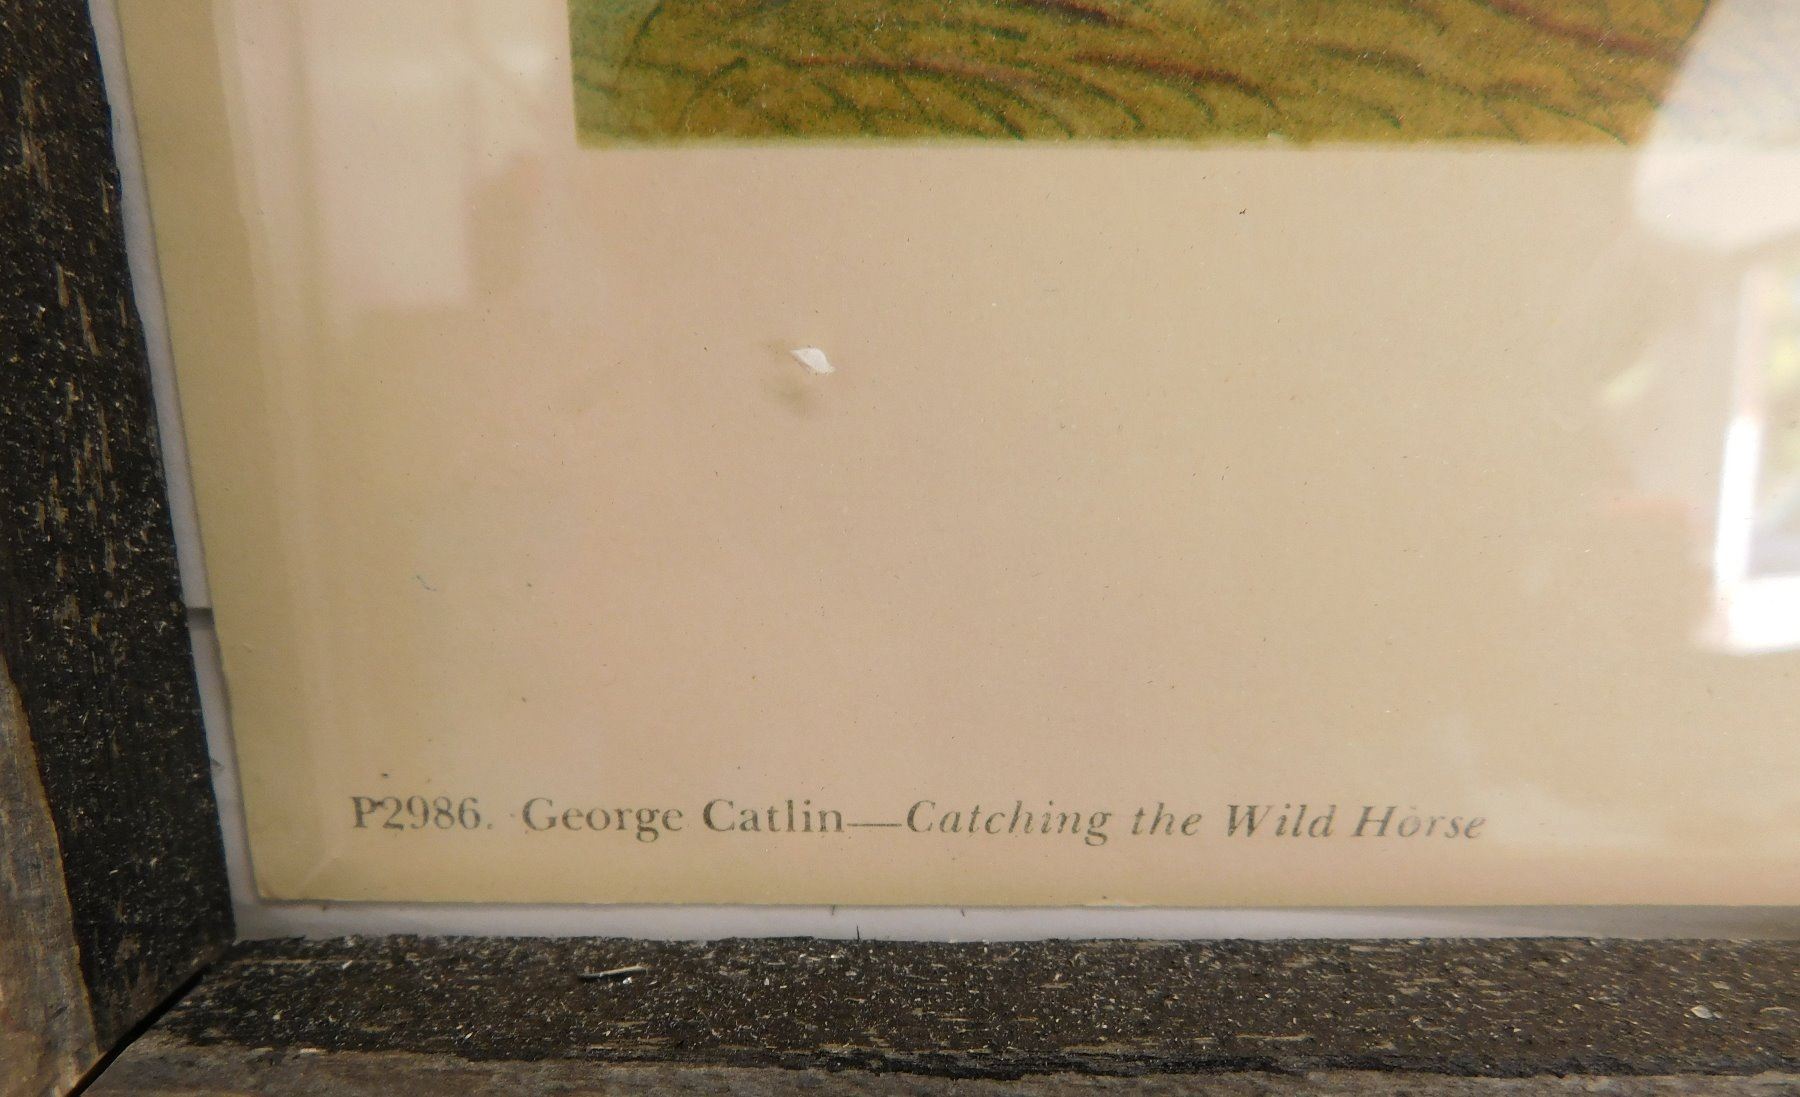 P2986. George Catlin—Catching the Wild Horse